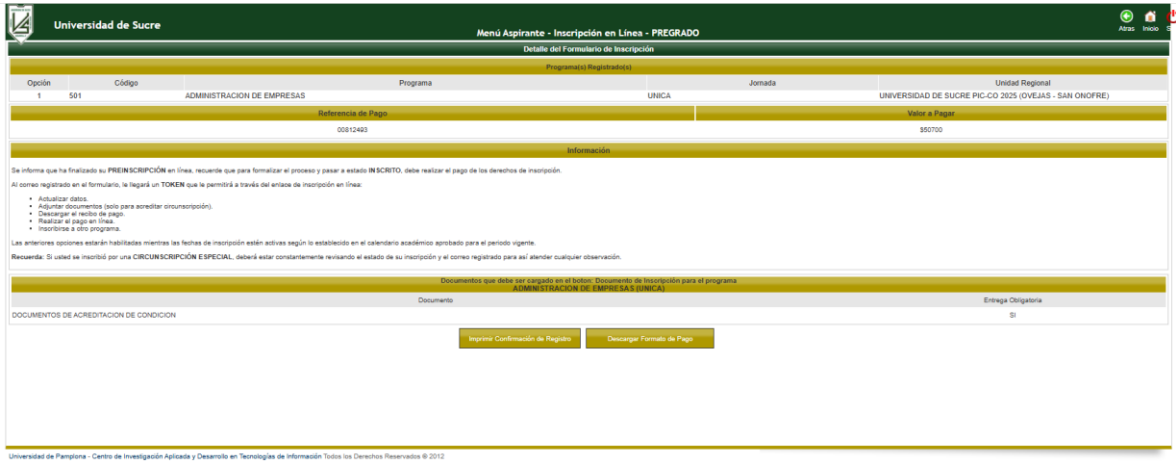 Universidad de Sucre
Menú Aspirante - Inscripción en Línea - PREGRADO
Atras Inicio S
Detalle del Formulario de Inscripción
Programa(s) Registrado(s)
Opción Código Programa Jornada Unidad Regional
1 501 ADMINISTRACION DE EMPRESAS UNICA UNIVERSIDAD DE SUCRE PIC-CO 2025 (OVEJAS - SAN ONOFRE)
Referencia de Pago Valor a Pagar
00812493 $50700
Información
Se informa que ha finalizado su PREINSCRIPCIÓN en línea, recuerde que para formalizar el proceso y pasar a estado INSCRITO, debe realizar el pago de los derechos de inscripción.
Al correo registrado en el formulario, le llegará un TOKEN que le permitirá a través del enlace de inscripción en línea:
• Actualizar datos.
• Adjuntar documentos (solo para acreditar circunscripción).
• Descargar el recibo de pago.
• Realizar el pago en línea.
• Inscribirse a otro programa.
Las anteriores opciones estarán habilitadas mientras las fechas de inscripción estén activas según lo establecido en el calendario académico aprobado para el periodo vigente.
Recuerda: Si usted se inscribió por una CIRCUNSCRIPCIÓN ESPECIAL, deberá estar constantemente revisando el estado de su inscripción y el correo registrado para así atender cualquier observación.
Documentos que debe ser cargado en el boton: Documento de Inscripción para el programa
ADMINISTRACION DE EMPRESAS (UNICA)
Documento Entrega Obligatoria
DOCUMENTOS DE ACREDITACION DE CONDICION SI
Imprimir Confirmación de Registro Descargar Formato de Pago
Universidad de Pamplona - Centro de Investigación Aplicada y Desarrollo en Tecnologías de Información Todos los Derechos Reservados © 2012